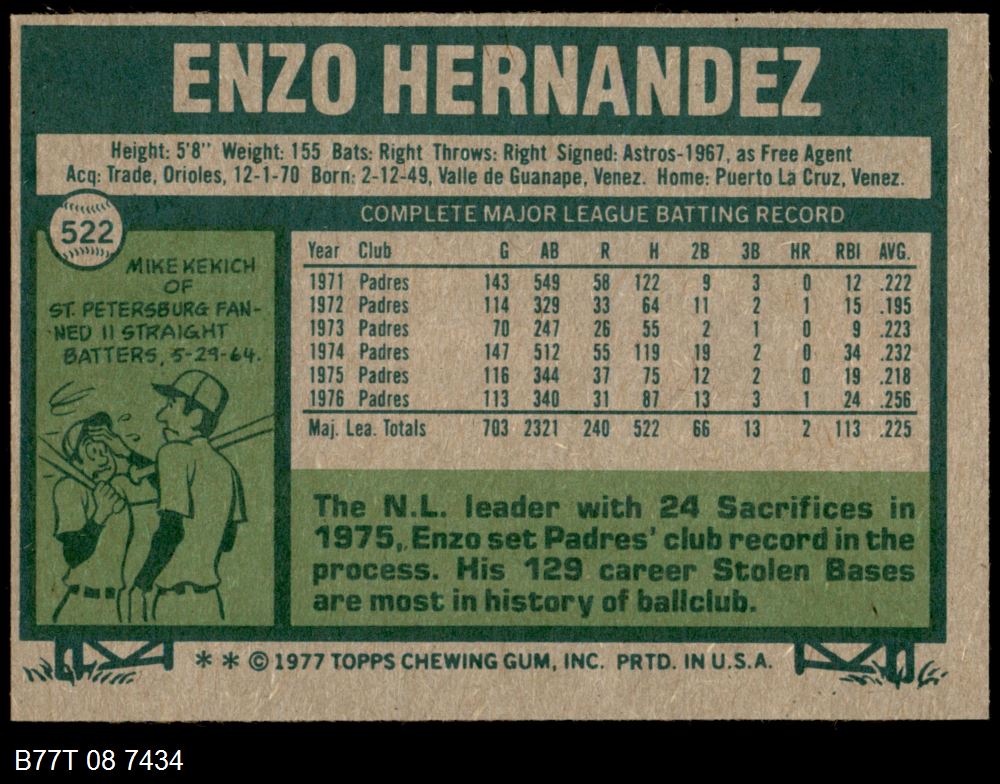 ENZO HERNANDEZ
Height: 5'8" Weight: 155 Bats: Right Throws: Right Signed: Astros-1967, as Free Agent
Acq: Trade, Orioles, 12-1-70 Born: 2-12-49, Valle de Guanape, Venez. Home: Puerto La Cruz, Venez.
522
MIKE KEKICH
OF
ST. PETERSBURG FAN-
NED 11 STRAIGHT
BATTERS, 5-29-64.
COMPLETE MAJOR LEAGUE BATTING RECORD
Year Club G AB R H 2B 3B HR RBI AVG.
1971 Padres 143 549 58 122 9 3 0 12 .222
1972 Padres 114 329 33 64 11 2 1 15 .195
1973 Padres 70 247 26 55 2 1 0 9 .223
1974 Padres 147 512 55 119 19 2 0 34 .232
1975 Padres 116 344 37 75 12 2 0 19 .218
1976 Padres 113 340 31 87 13 3 1 24 .256
Maj. Lea. Totals 703 2321 240 522 66 13 2 113 .225
The N.L. leader with 24 Sacrifices in
1975, Enzo set Padres' club record in the
process. His 129 career Stolen Bases
are most in history of ballclub.
* * © 1977 TOPPS CHEWING GUM, INC. PRTD. IN U.S.A.
B77T 08 7434